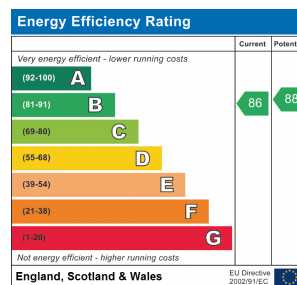 Energy Efficiency Rating
Current Potent
Very energy efficient - lower running costs
(92-100) A
(81-91) B
86 88
(69-80) C
(55-68) D
(39-54) E
(21-38) F
(1-20) G
Not energy efficient - higher running costs
England, Scotland & Wales
EU Directive
2002/91/EC